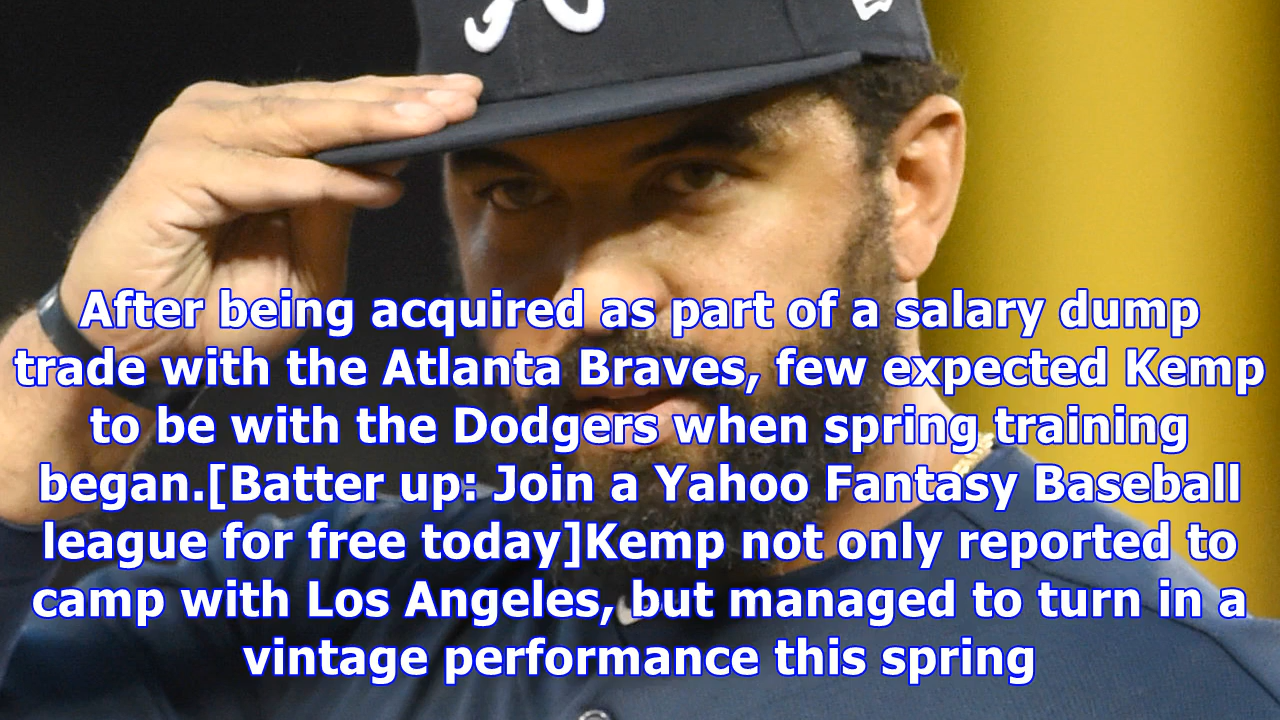 After being acquired as part of a salary dump
trade with the Atlanta Braves, few expected Kemp
to be with the Dodgers when spring training
began.[Batter up: Join a Yahoo Fantasy Baseball
league for free today]Kemp not only reported to
camp with Los Angeles, but managed to turn in a
vintage performance this spring